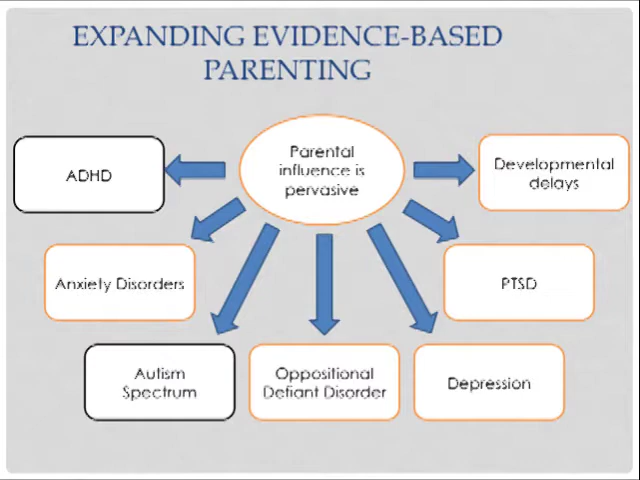 EXPANDING EVIDENCE-BASED
PARENTING
Parental
influence is
pervasive
ADHD
Developmental
delays
Anxiety Disorders
PTSD
Autism
Spectrum
Oppositional
Defiant Disorder
Depression